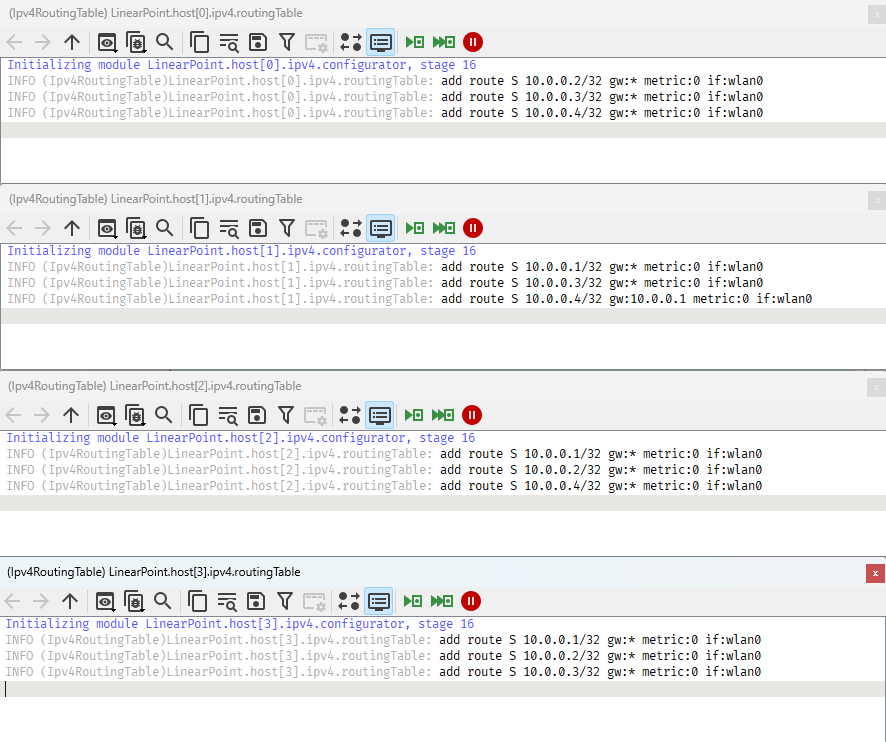 (Ipv4RoutingTable) LinearPoint.host[0].ipv4.routingTable
Initializing module LinearPoint.host[0].ipv4.configurator, stage 16
INFO (Ipv4RoutingTable)LinearPoint.host[0].ipv4.routingTable: add route S 10.0.0.2/32 gw:* metric:0 if:wlan0
INFO (Ipv4RoutingTable)LinearPoint.host[0].ipv4.routingTable: add route S 10.0.0.3/32 gw:* metric:0 if:wlan0
INFO (Ipv4RoutingTable)LinearPoint.host[0].ipv4.routingTable: add route S 10.0.0.4/32 gw:* metric:0 if:wlan0
(Ipv4RoutingTable) LinearPoint.host[1].ipv4.routingTable
Initializing module LinearPoint.host[1].ipv4.configurator, stage 16
INFO (Ipv4RoutingTable)LinearPoint.host[1].ipv4.routingTable: add route S 10.0.0.1/32 gw:* metric:0 if:wlan0
INFO (Ipv4RoutingTable)LinearPoint.host[1].ipv4.routingTable: add route S 10.0.0.3/32 gw:* metric:0 if:wlan0
INFO (Ipv4RoutingTable)LinearPoint.host[1].ipv4.routingTable: add route S 10.0.0.4/32 gw:10.0.0.1 metric:0 if:wlan0
(Ipv4RoutingTable) LinearPoint.host[2].ipv4.routingTable
Initializing module LinearPoint.host[2].ipv4.configurator, stage 16
INFO (Ipv4RoutingTable)LinearPoint.host[2].ipv4.routingTable: add route S 10.0.0.1/32 gw:* metric:0 if:wlan0
INFO (Ipv4RoutingTable)LinearPoint.host[2].ipv4.routingTable: add route S 10.0.0.2/32 gw:* metric:0 if:wlan0
INFO (Ipv4RoutingTable)LinearPoint.host[2].ipv4.routingTable: add route S 10.0.0.4/32 gw:* metric:0 if:wlan0
(Ipv4RoutingTable) LinearPoint.host[3].ipv4.routingTable
Initializing module LinearPoint.host[3].ipv4.configurator, stage 16
INFO (Ipv4RoutingTable)LinearPoint.host[3].ipv4.routingTable: add route S 10.0.0.1/32 gw:* metric:0 if:wlan0
INFO (Ipv4RoutingTable)LinearPoint.host[3].ipv4.routingTable: add route S 10.0.0.2/32 gw:* metric:0 if:wlan0
INFO (Ipv4RoutingTable)LinearPoint.host[3].ipv4.routingTable: add route S 10.0.0.3/32 gw:* metric:0 if:wlan0